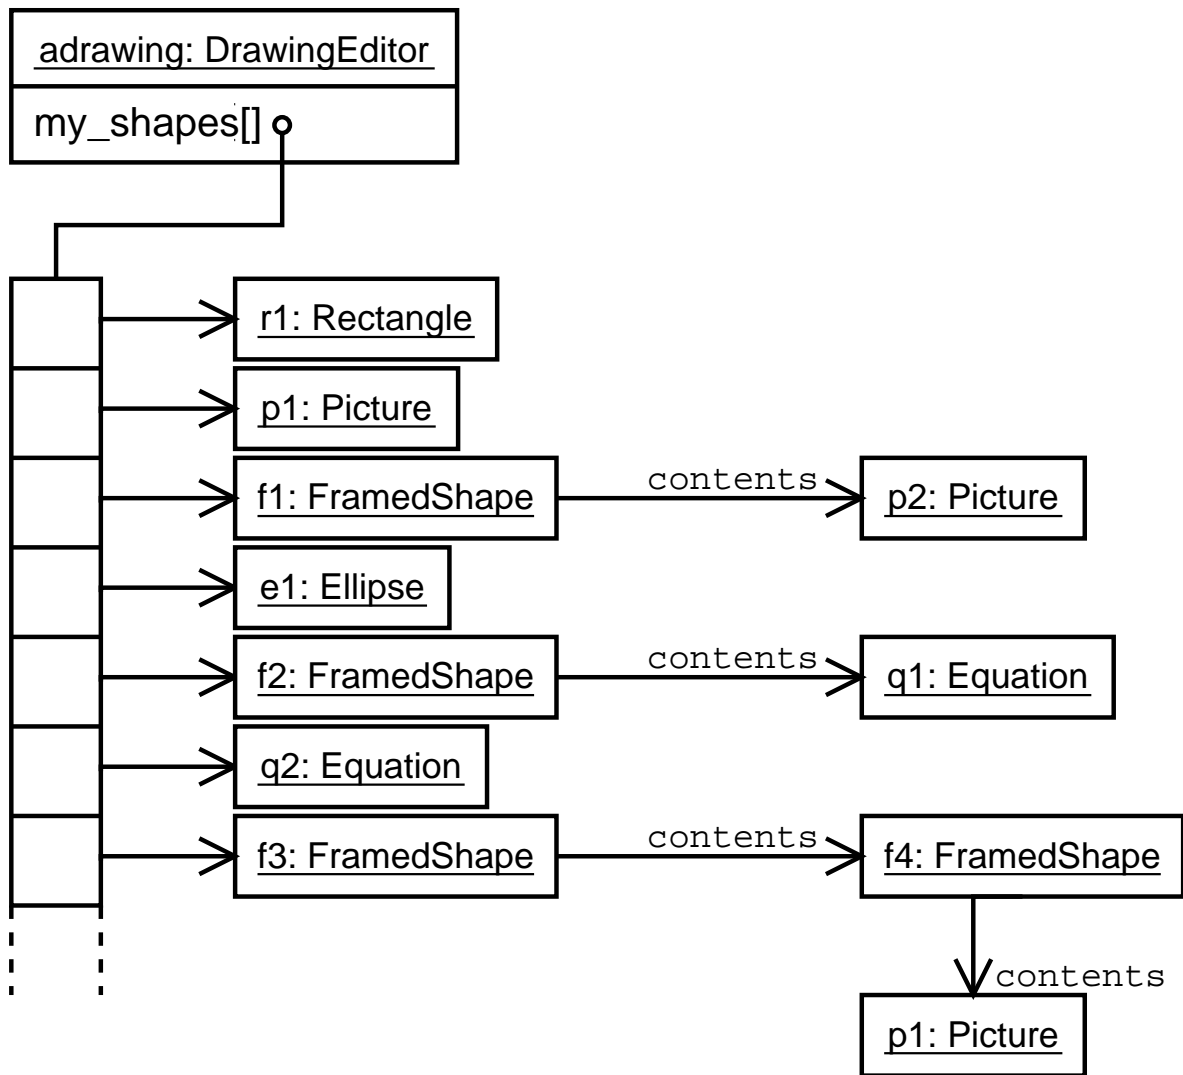 adrawing: DrawingEditor
my_shapes[]
r1: Rectangle
p1: Picture
f1: FramedShape
contents
p2: Picture
e1: Ellipse
f2: FramedShape
contents
q1: Equation
q2: Equation
f3: FramedShape
contents
f4: FramedShape
contents
p1: Picture